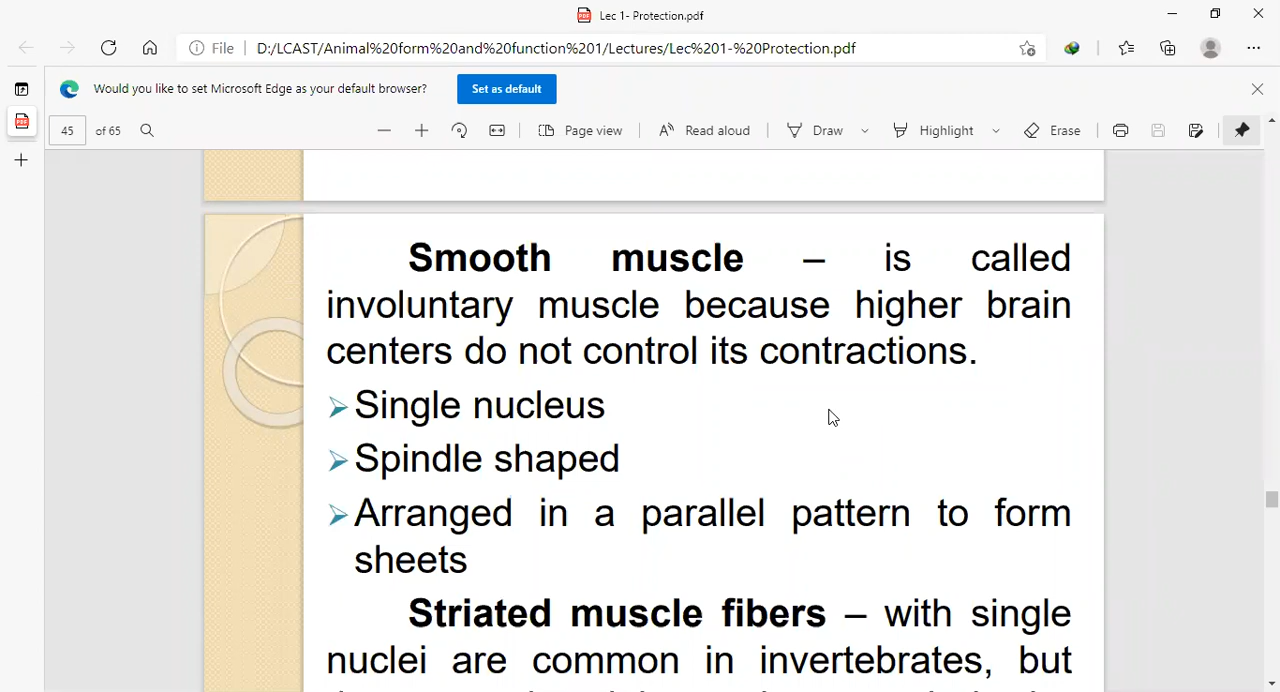 Lec 1- Protection.pdf
File D:/LCAST/Animal%20form%20and%20function%201/Lectures/Lec%201-%20Protection.pdf
Would you like to set Microsoft Edge as your default browser? Set as default
45 of 65 Page view Read aloud Draw Highlight Erase
Smooth muscle – is called
involuntary muscle because higher brain
centers do not control its contractions.
Single nucleus
Spindle shaped
Arranged in a parallel pattern to form
sheets
Striated muscle fibers – with single
nuclei are common in invertebrates, but